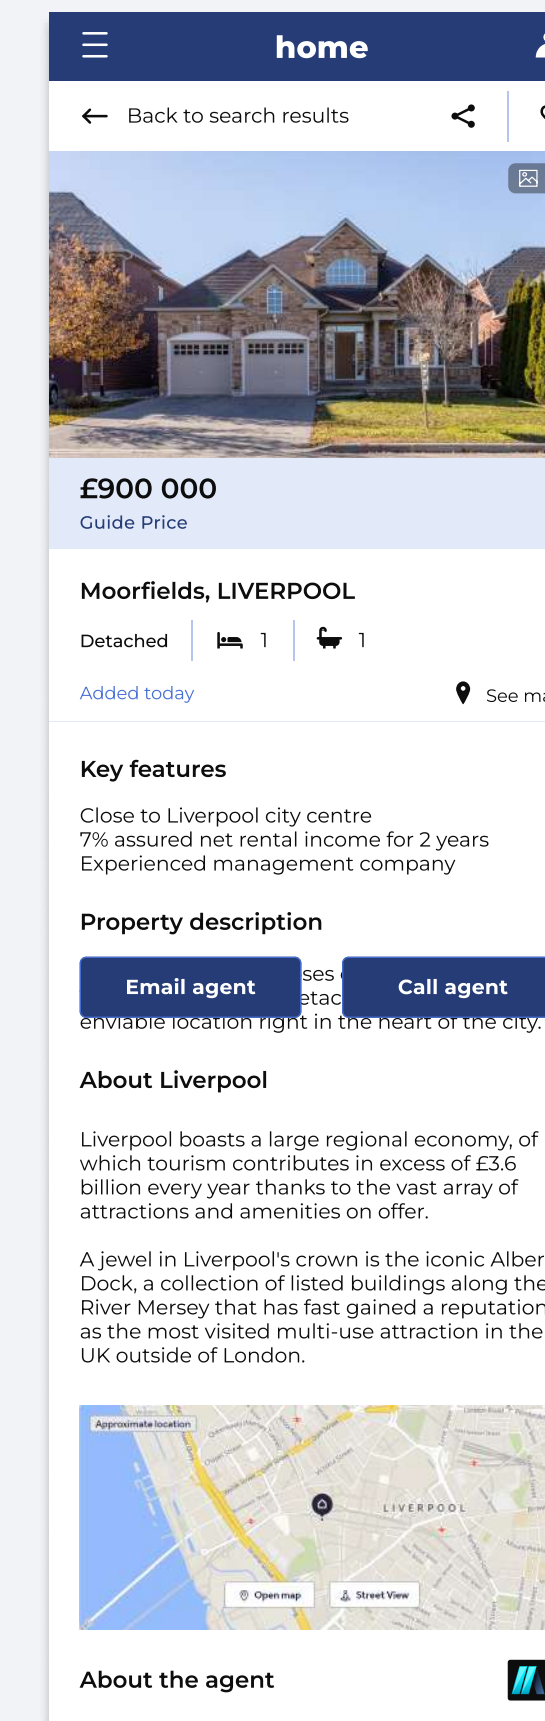 home
Back to search results
£900 000
Guide Price
Moorfields, LIVERPOOL
Detached 1 1
Added today
See ma
Key features
Close to Liverpool city centre
7% assured net rental income for 2 years
Experienced management company
Property description
ses
Email agent Call agent
etac
enviable location right in the heart of the city.
About Liverpool
Liverpool boasts a large regional economy, of
which tourism contributes in excess of £3.6
billion every year thanks to the vast array of
attractions and amenities on offer.
A jewel in Liverpool's crown is the iconic Alber
Dock, a collection of listed buildings along the
River Mersey that has fast gained a reputation
as the most visited multi-use attraction in the
UK outside of London.
Approximate location
LIVERPOOL
Open map Street View
About the agent